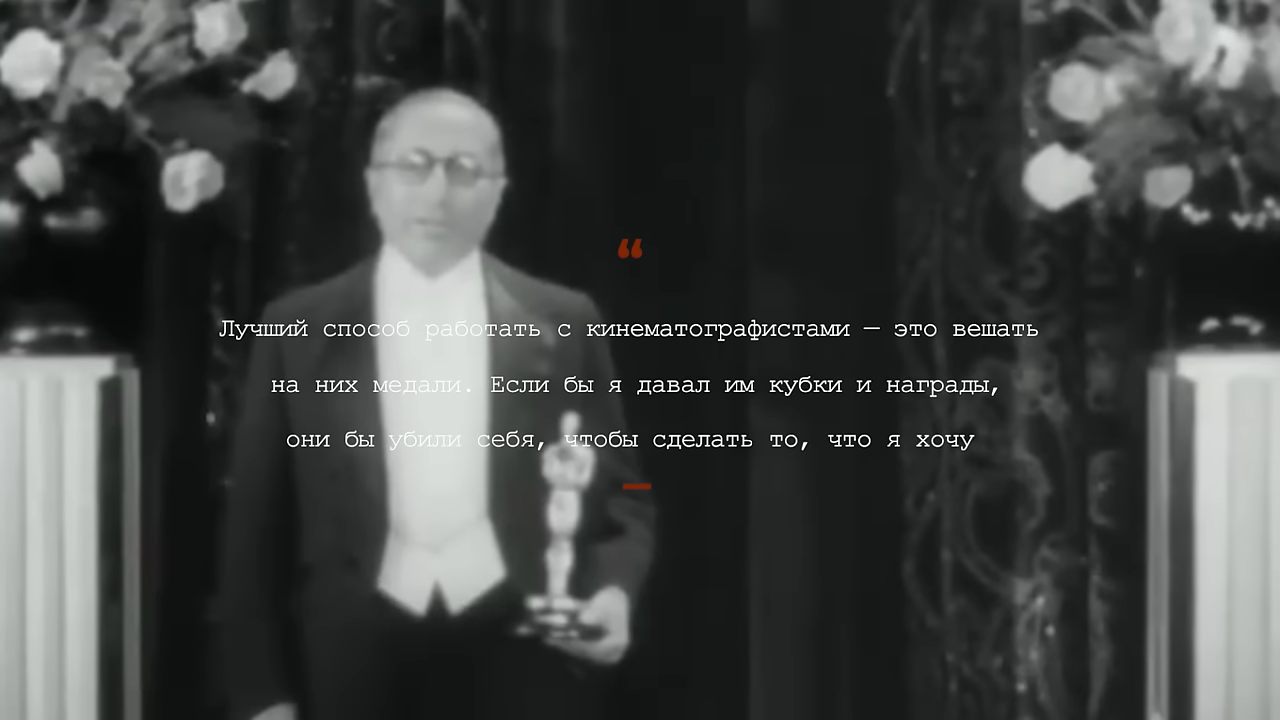 “
Лучший способ работать с кинематографистами — это вешать
на них медали. Если бы я давал им кубки и награды,
они бы убили себя, чтобы сделать то, что я хочу